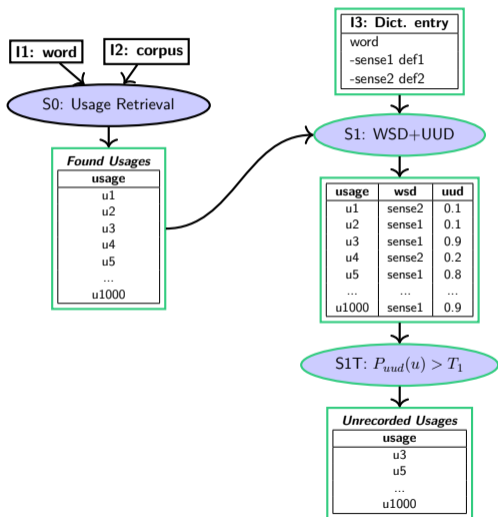 I1: word
I2: corpus
S0: Usage Retrieval
Found Usages
usage
u1
u2
u3
u4
u5
...
u1000
I3: Dict. entry
word
-sense1 def1
-sense2 def2
S1: WSD+UUD
usage wsd uud
u1 sense2 0.1
u2 sense1 0.1
u3 sense1 0.9
u4 sense2 0.2
u5 sense1 0.8
... ... ...
u1000 sense1 0.9
S1T: P_{uud}(u) > T_1
Unrecorded Usages
usage
u3
u5
...
u1000